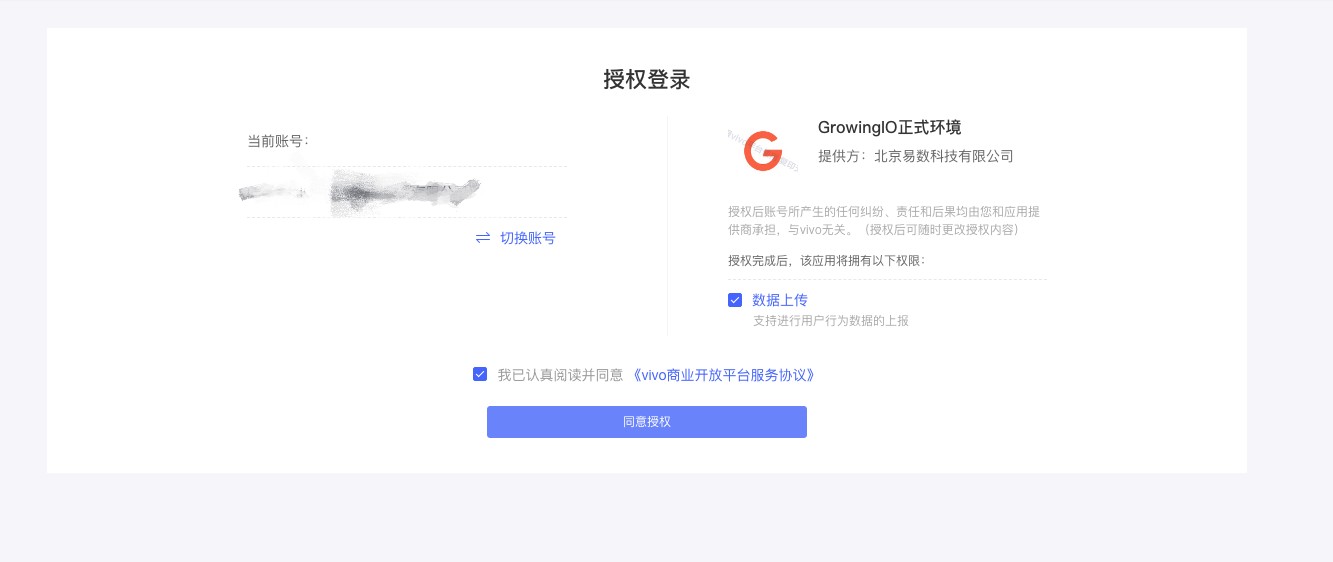 授权登录
当前账号：
切换账号
GrowingIO正式环境
提供方：北京易数科技有限公司
授权后账号所产生的任何纠纷、责任和后果均由您和应用提
供商承担，与vivo无关。（授权后可随时更改授权内容）
授权完成后，该应用将拥有以下权限：
数据上传
支持进行用户行为数据的上报
我已认真阅读并同意 《vivo商业开放平台服务协议》
同意授权